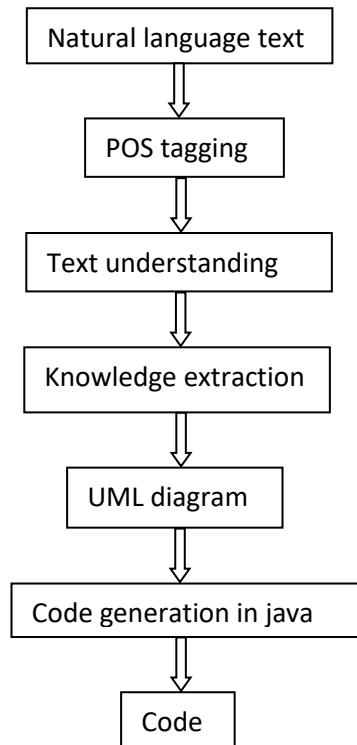 Natural language text
POS tagging
Text understanding
Knowledge extraction
UML diagram
Code generation in java
Code